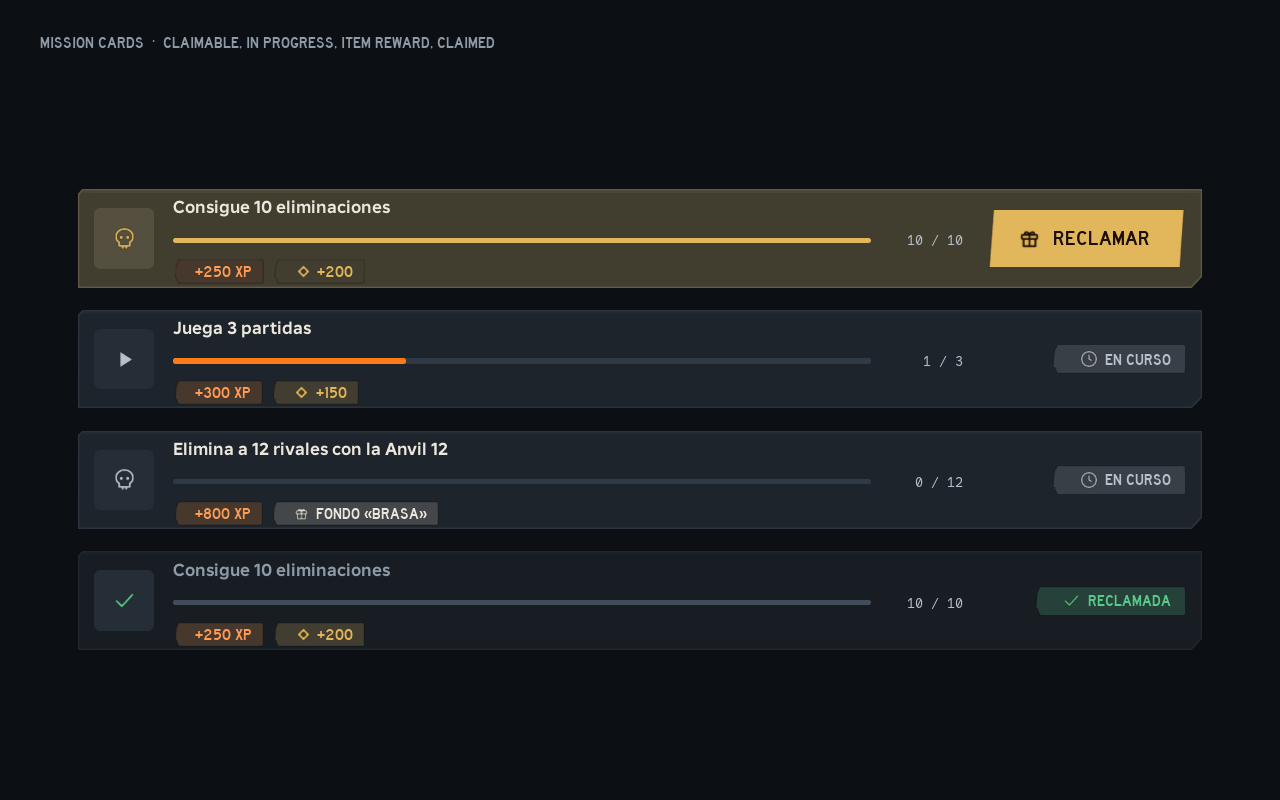 MISSION CARDS · CLAIMABLE, IN PROGRESS, ITEM REWARD, CLAIMED
Consigue 10 eliminaciones
10 / 10
RECLAMAR
+250 XP
+200
Juega 3 partidas
1 / 3
EN CURSO
+300 XP
+150
Elimina a 12 rivales con la Anvil 12
0 / 12
EN CURSO
+800 XP
FONDO «BRASA»
Consigue 10 eliminaciones
10 / 10
RECLAMADA
+250 XP
+200